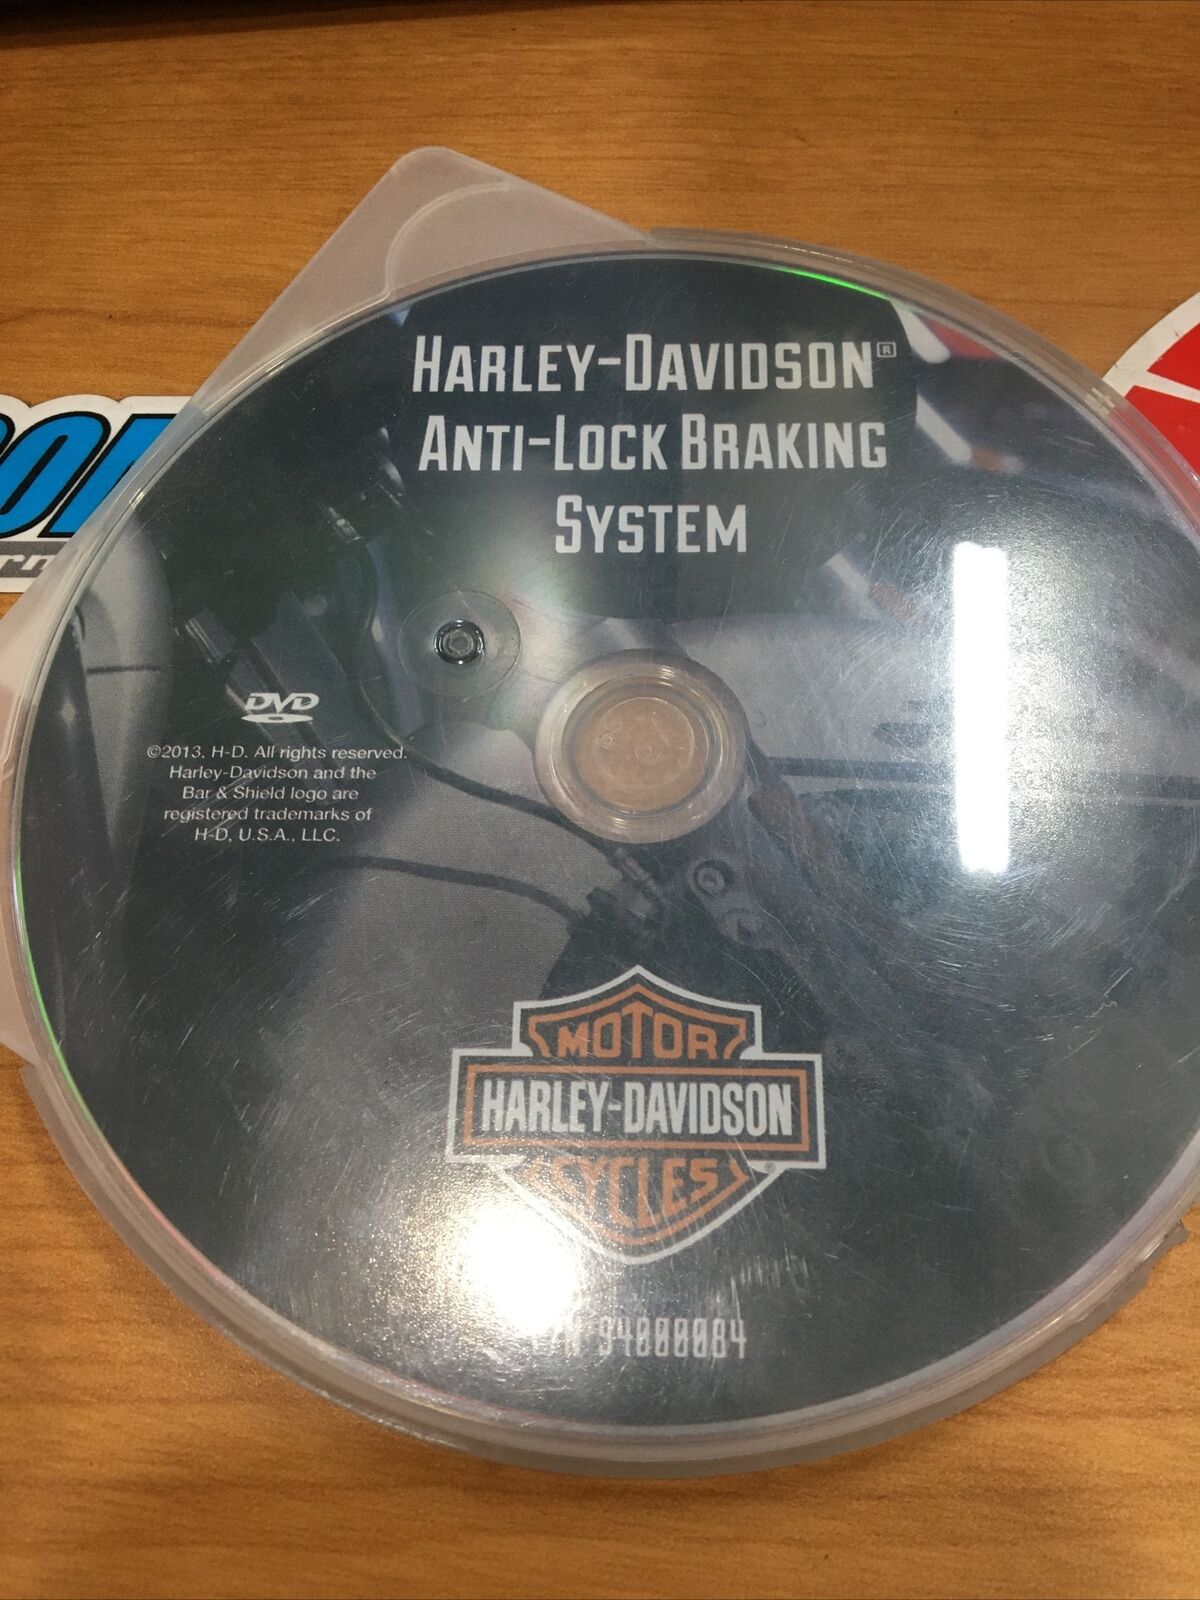 HARLEY-DAVIDSON®
ANTI-LOCK BRAKING
SYSTEM
DVD
©2013, H-D. All rights reserved.
Harley-Davidson and the
Bar & Shield logo are
registered trademarks of
H-D, U.S.A., LLC.
MOTOR
HARLEY-DAVIDSON
CYCLES®
94000084